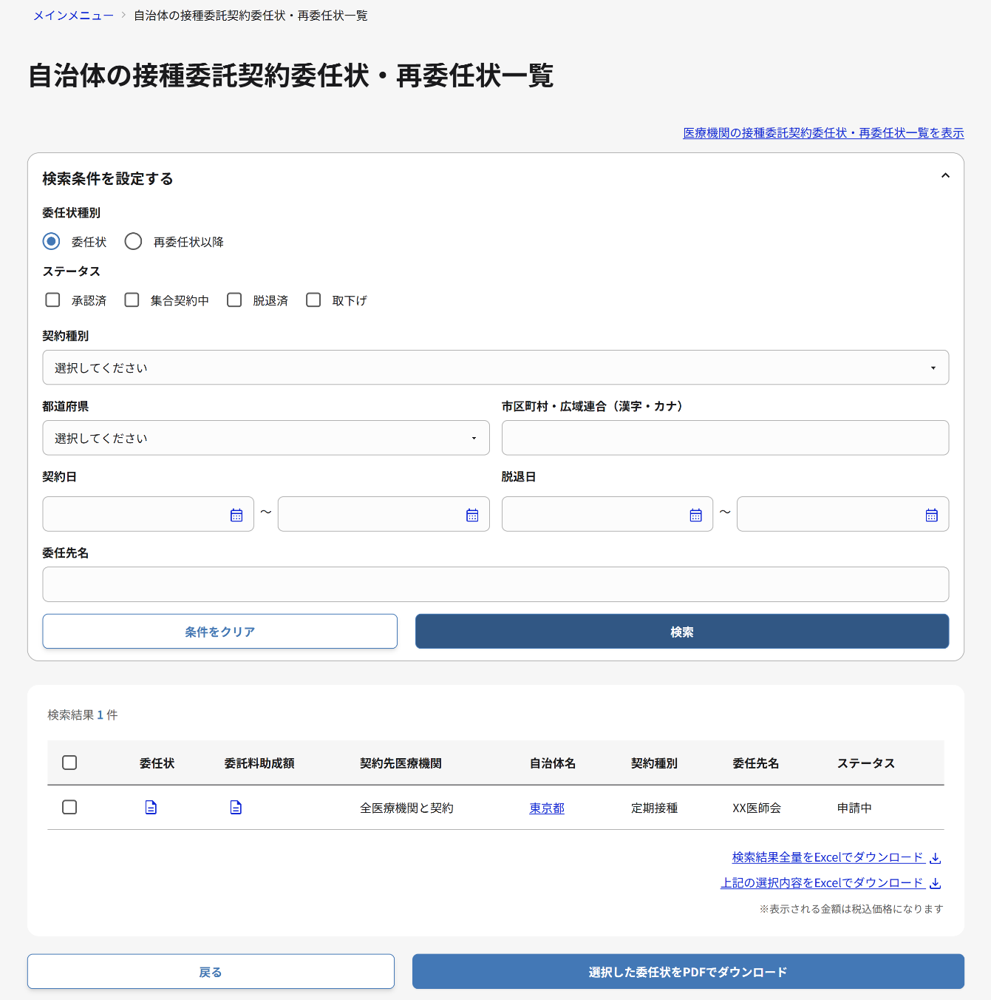 メインメニュー > 自治体の接種委託契約委任状・再委任状一覧
自治体の接種委託契約委任状・再委任状一覧
医療機関の接種委託契約委任状・再委任状一覧を表示
検索条件を設定する
委任状種別
委任状 再委任状以降
ステータス
承認済 集合契約中 脱退済 取下げ
契約種別
選択してください
都道府県 市区町村・広域連合（漢字・カナ）
選択してください
契約日 脱退日
～ ～
委任先名
条件をクリア 検索
検索結果 1 件
委任状 委託料助成額 契約先医療機関 自治体名 契約種別 委任先名 ステータス
全医療機関と契約 東京都 定期接種 XX医師会 申請中
検索結果全量をExcelでダウンロード
上記の選択内容をExcelでダウンロード
※表示される金額は税込価格になります
戻る 選択した委任状をPDFでダウンロード